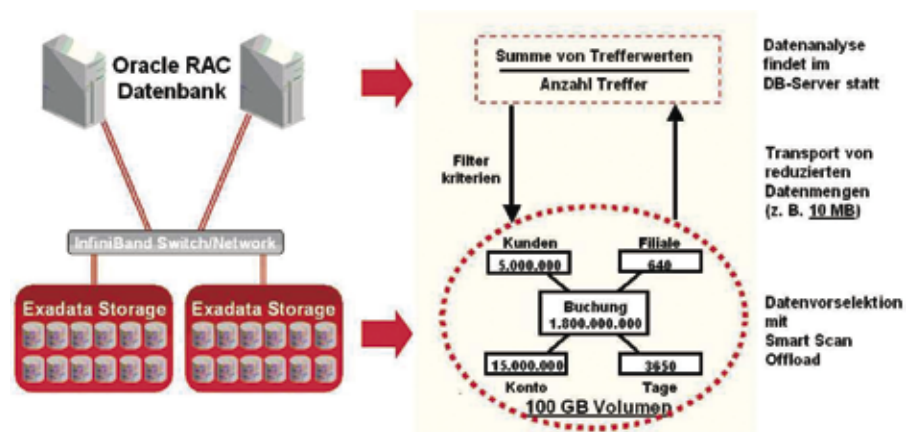 Oracle RAC
Datenbank
InfiniBand Switch/Network
Exadata Storage
Exadata Storage
Summe von Trefferwerten
Anzahl Treffer
Filter
kriterien
Kunden
5.000.000
Filiale
640
Buchung
1.800.000.000
15.000.000
Konto
3650
Tage
100 GB Volumen
Datenanalyse
findet im
DB-Server statt
Transport von
reduzierten
Datenmengen
(z. B. 10 MB)
Datenvorselektion
mit
Smart Scan
Offload